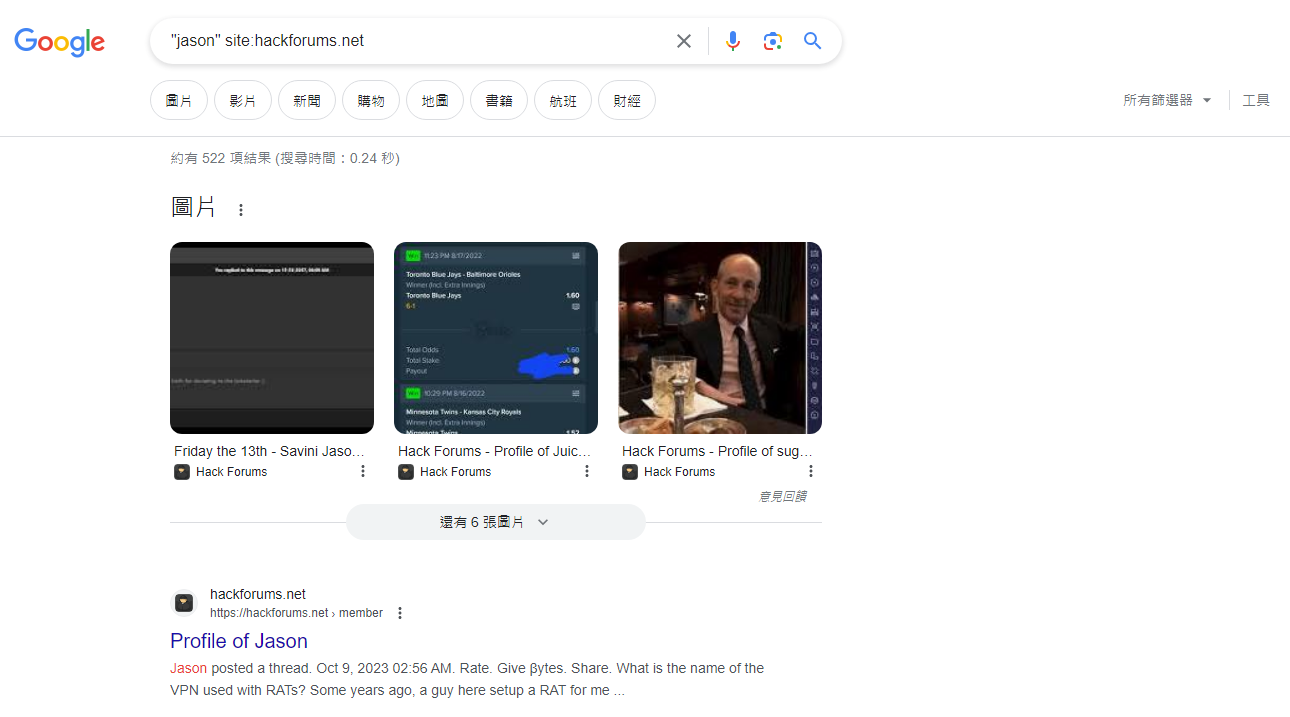 Google
"jason" site:hackforums.net
圖片
影片
新聞
購物
地圖
書籍
航班
財經
所有篩選器
工具
約有 522 項結果 (搜尋時間：0.24 秒)
圖片
You replied to this message on
both for donating to the
Friday the 13th - Savini Jaso...
Hack Forums
Win 11:23 PM 8/17/2022
Toronto Blue Jays - Baltimore Orioles
Winner (Incl. Extra Innings)
Toronto Blue Jays 1.60
6-1
Total Odds 1.60
Total Stake
Payout
Win 10:29 PM 8/16/2022
Minnesota Twins - Kansas City Royals
Winner (Incl. Extra Innings)
Minnesota Twins 1.52
Hack Forums - Profile of Juic...
Hack Forums
Hack Forums - Profile of sug...
Hack Forums
意見回饋
還有 6 張圖片
hackforums.net
https://hackforums.net › member
Profile of Jason
Jason posted a thread. Oct 9, 2023 02:56 AM. Rate. Give βytes. Share. What is the name of the
VPN used with RATs? Some years ago, a guy here setup a RAT for me ...